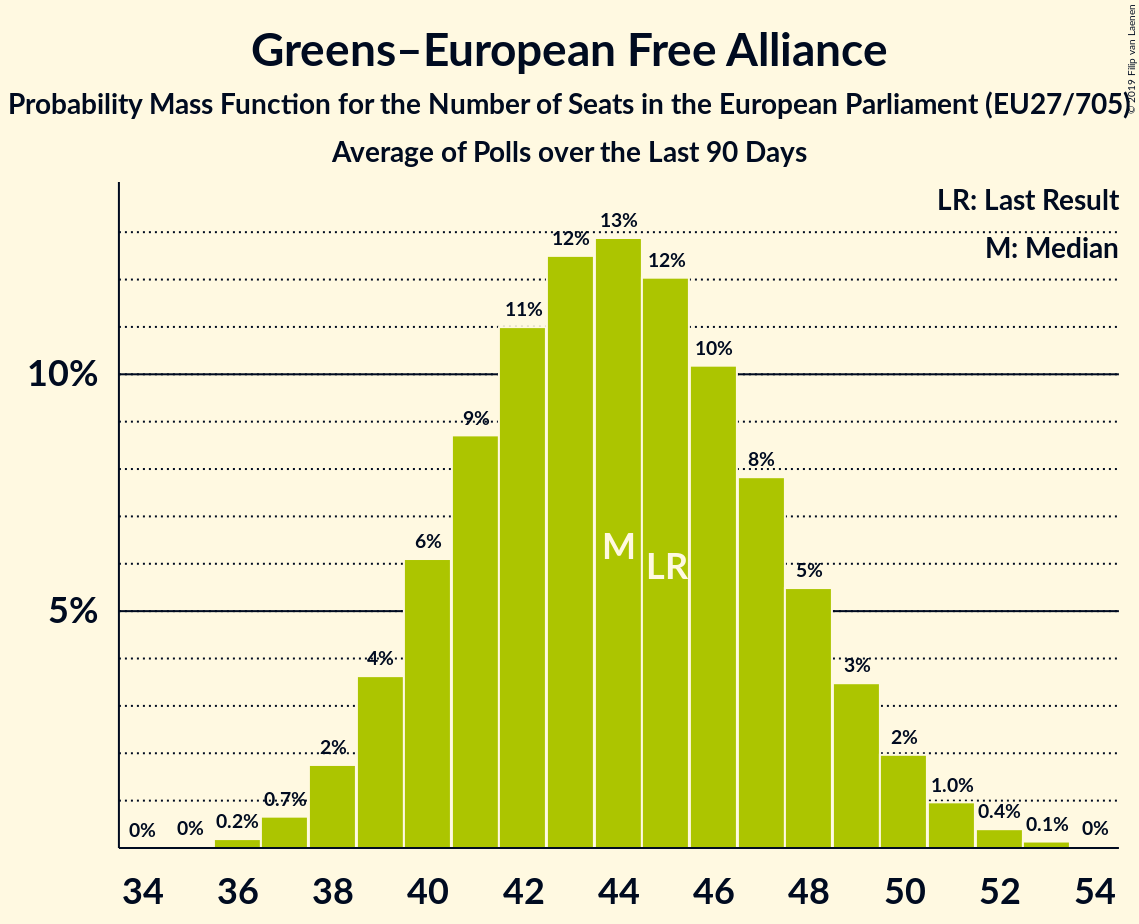 Greens–European Free Alliance
Probability Mass Function for the Number of Seats in the European Parliament (EU27/705)
Average of Polls over the Last 90 Days
© 2019 Filip van Laenen
LR: Last Result
M: Median
10%
5%
0%
0%
0.2%
0.7%
2%
4%
6%
9%
11%
12%
13%
12%
10%
8%
5%
3%
2%
1.0%
0.4%
0.1%
0%
M
LR
34 36 38 40 42 44 46 48 50 52 54